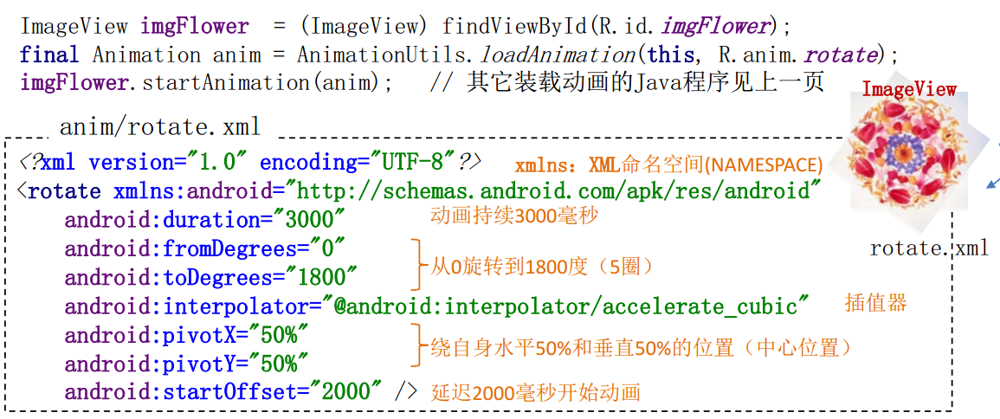 ImageView imgFlower = (ImageView) findViewById(R.id.imgFlower);
final Animation anim = AnimationUtils.loadAnimation(this, R.anim.rotate);
imgFlower.startAnimation(anim); // 其它装载动画的Java程序见上一页
ImageView
anim/rotate.xml
<?xml version="1.0" encoding="UTF-8"?> xmlns: XML命名空间(NAMESPACE)
<rotate xmlns:android="http://schemas.android.com/apk/res/android"
android:duration="3000" 动画持续3000毫秒
android:fromDegrees="0"
rotate.xml
从0旋转到1800度（5圈）
android:toDegrees="1800"
android:interpolator="@android:interpolator/accelerate_cubic" 插值器
android:pivotX="50%"
绕自身水平50%和垂直50%的位置（中心位置）
android:pivotY="50%"
android:startOffset="2000" /> 延迟2000毫秒开始动画